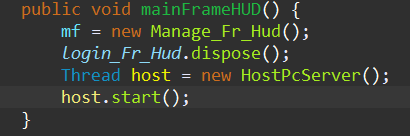 public void mainFrameHUD() {
mf = new Manage_Fr_Hud();
login_Fr_Hud.dispose();
Thread host = new HostPcServer();
host.start();
}